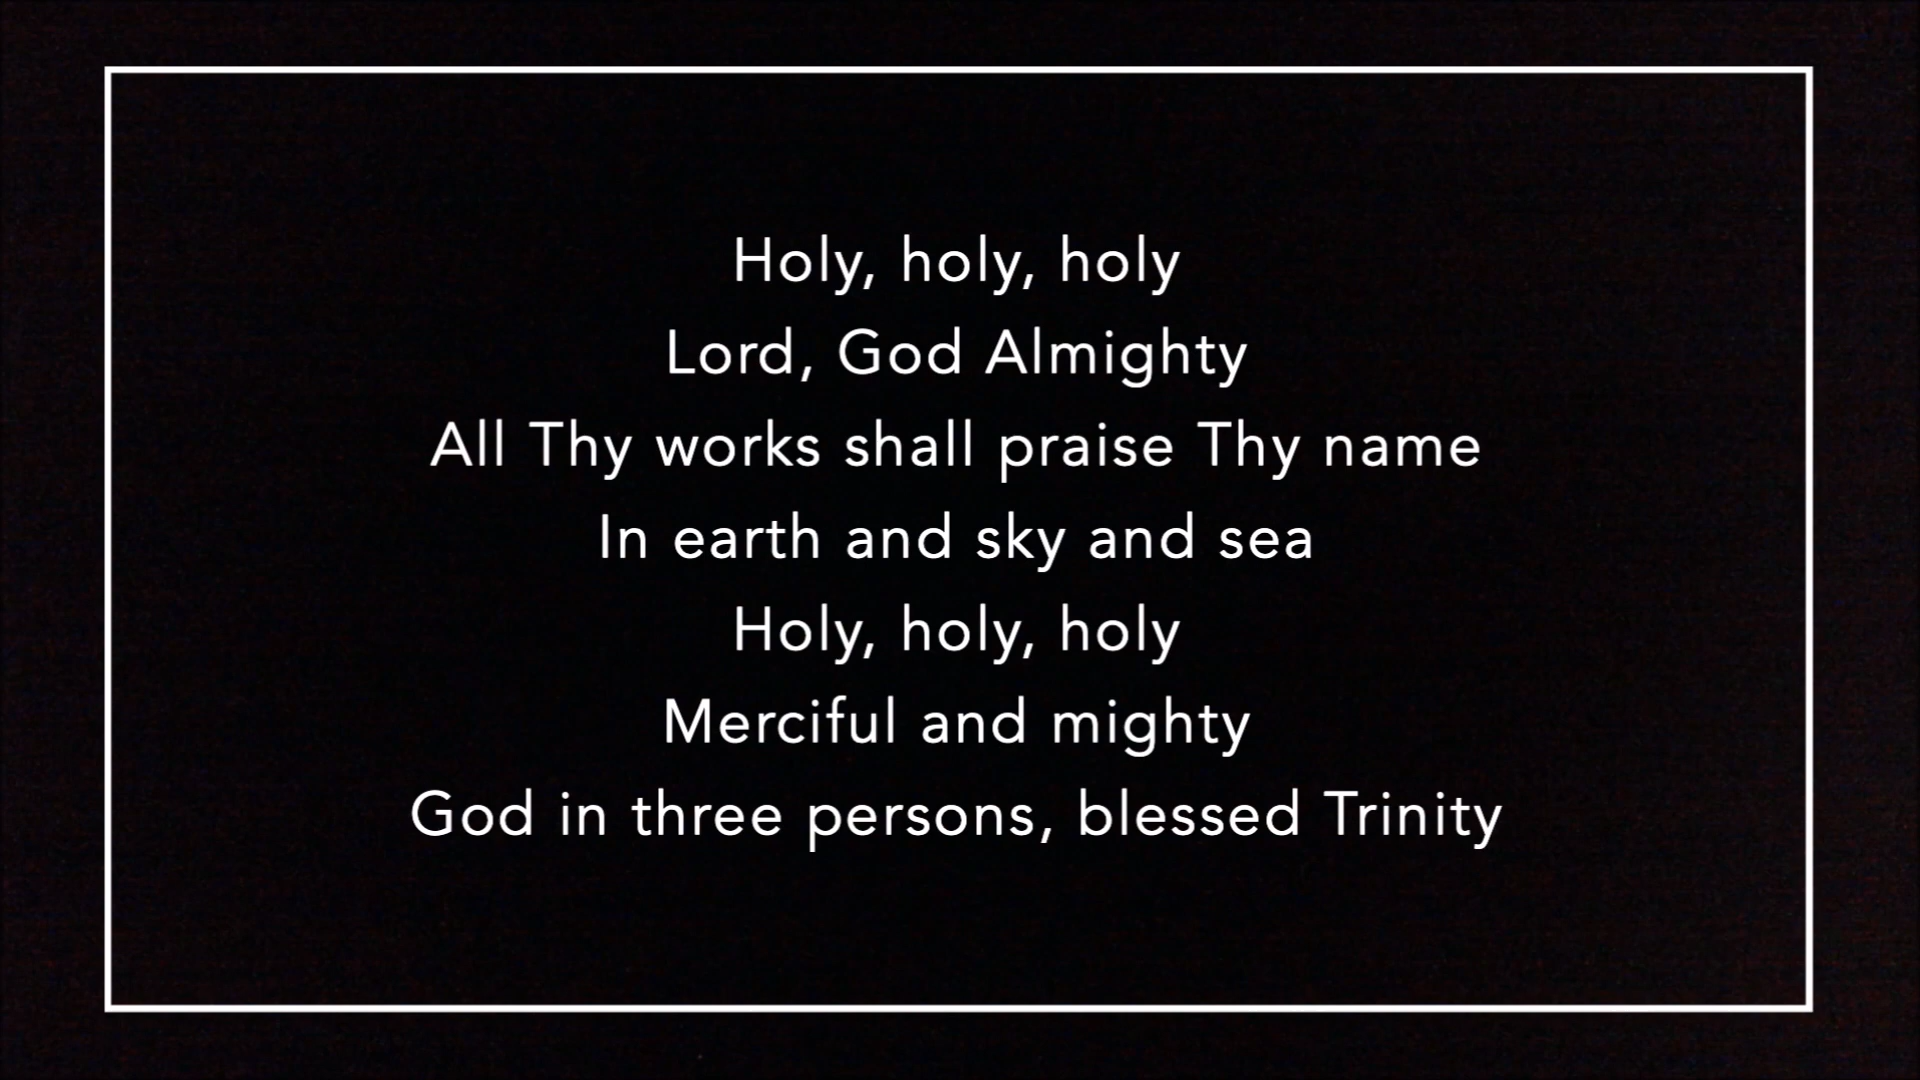 Holy, holy, holy
Lord, God Almighty
All Thy works shall praise Thy name
In earth and sky and sea
Holy, holy, holy
Merciful and mighty
God in three persons, blessed Trinity